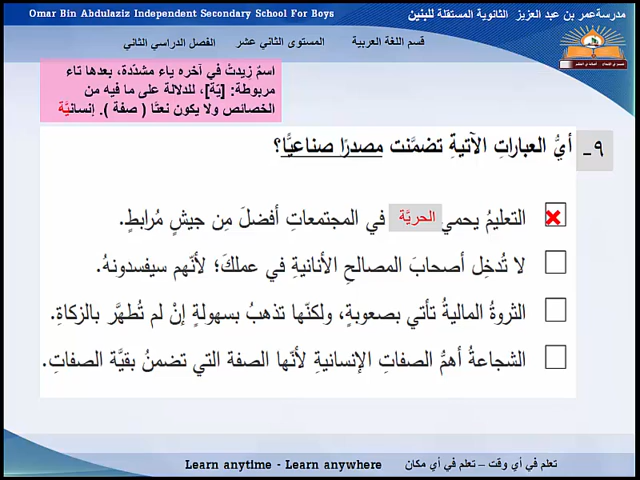 Omar Bin Abdulaziz Independent Secondary School For Boys
مدرسةعمر بن عبد العزيز الثانوية المستقلة للبنين
قسم اللغة العربية
المستوى الثاني عشر
الفصل الدراسي الثاني
اسمٌ زيدتْ في آخره ياء مشدّدة، بعدها تاء
مربوطة: [يّة]، للدلالة على ما فيه من
الخصائص ولا يكون نعتًا ( صفة ). إنسانيَّة
٩- أيُّ العباراتِ الآتيةِ تضمَّنت مصدرًا صناعيًّا؟
التعليمُ يحمي الحريَّة في المجتمعاتِ أفضلَ مِن جيشٍ مُرابطٍ.
لا تُدخِل أصحابَ المصالحِ الأنانيةِ في عملكَ؛ لأنّهم سيفسدونهُ.
الثروةُ الماليةُ تأتي بصعوبةٍ، ولكنّها تذهبُ بسهولةٍ إنْ لم تُطهَّر بالزكاةِ.
الشجاعةُ أهمُّ الصفاتِ الإنسانيةِ لأنّها الصفة التي تضمنُ بقيَّة الصفاتِ.
Learn anytime - Learn anywhere
تعلم في أي وقت – تعلم في أي مكان